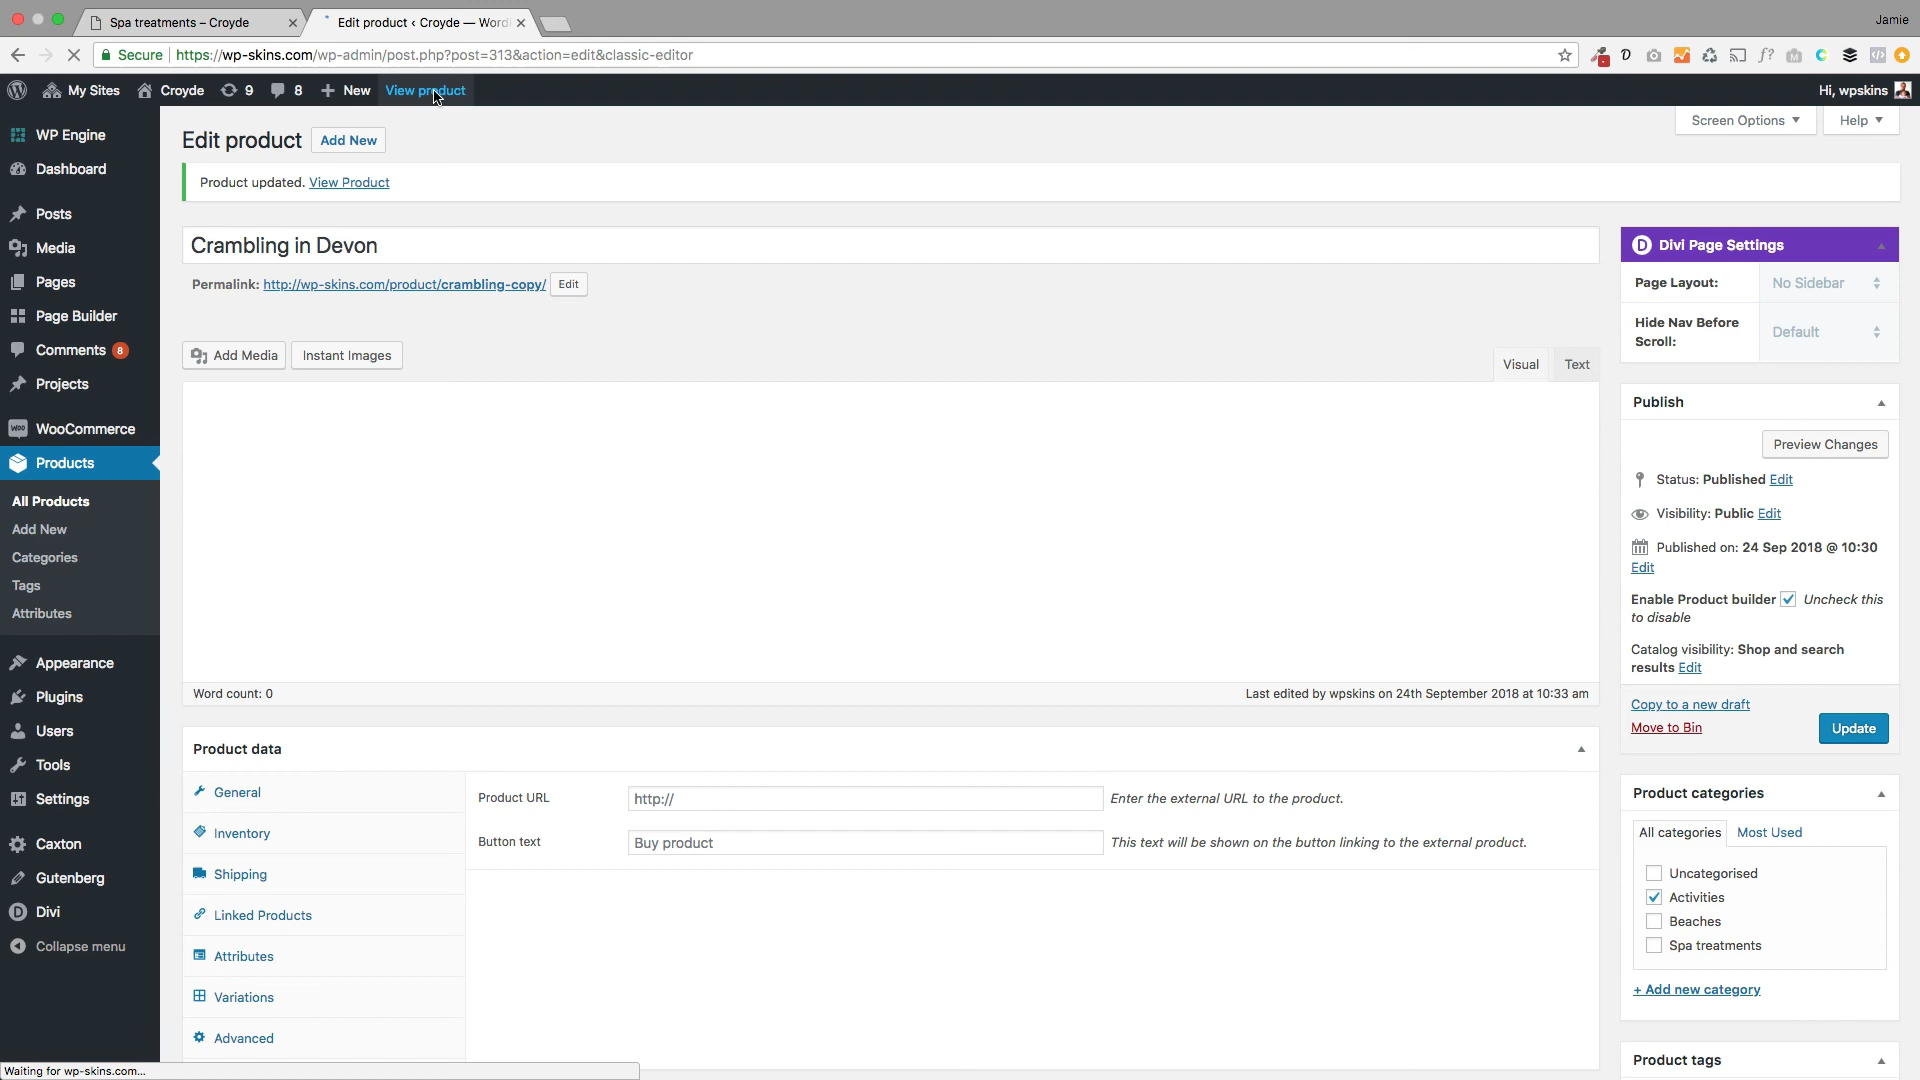 Spa treatments – Croyde
Edit product ‹ Croyde — Word
Jamie
Secure
https://wp-skins.com/wp-admin/post.php?post=313&action=edit&classic-editor
My Sites
Croyde
9
8
New
View product
Hi, wpskins
WP Engine
Dashboard
Posts
Media
Pages
Page Builder
Comments 8
Projects
WooCommerce
Products
All Products
Add New
Categories
Tags
Attributes
Appearance
Plugins
Users
Tools
Settings
Caxton
Gutenberg
Divi
Collapse menu
Waiting for wp-skins.com...
Screen Options
Help
Edit product
Add New
Product updated. View Product
Crambling in Devon
Permalink: http://wp-skins.com/product/crambling-copy/ Edit
Add Media
Instant Images
Visual
Text
Word count: 0
Last edited by wpskins on 24th September 2018 at 10:33 am
Product data
General
Inventory
Shipping
Linked Products
Attributes
Variations
Advanced
Product URL
http://
Enter the external URL to the product.
Button text
Buy product
This text will be shown on the button linking to the external product.
Divi Page Settings
Page Layout:
No Sidebar
Hide Nav Before
Scroll:
Default
Publish
Preview Changes
Status: Published Edit
Visibility: Public Edit
Published on: 24 Sep 2018 @ 10:30
Edit
Enable Product builder Uncheck this
to disable
Catalog visibility: Shop and search
results Edit
Copy to a new draft
Move to Bin
Update
Product categories
All categories
Most Used
Uncategorised
Activities
Beaches
Spa treatments
+ Add new category
Product tags